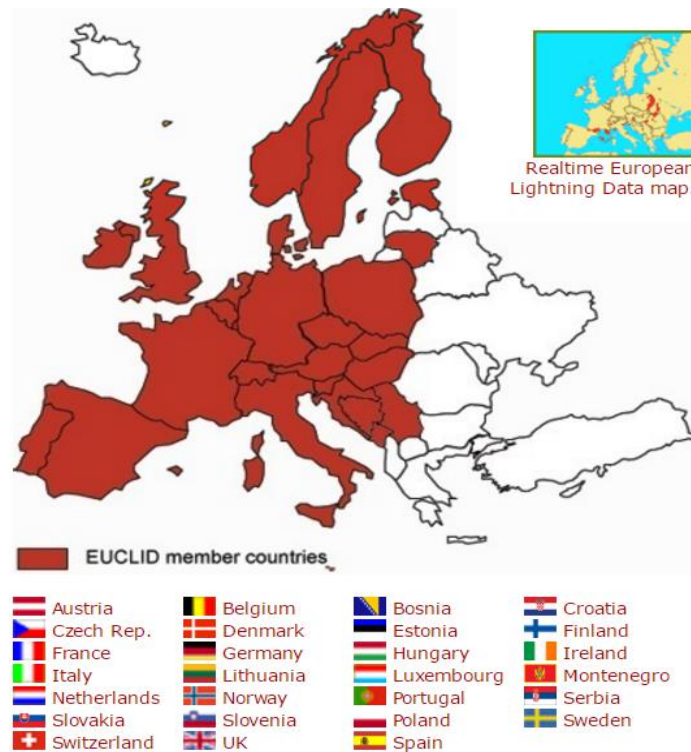 Realtime European
Lightning Data map
EUCLID member countries
Austria Belgium Bosnia Croatia
Czech Rep. Denmark Estonia Finland
France Germany Hungary Ireland
Italy Lithuania Luxembourg Montenegro
Netherlands Norway Portugal Serbia
Slovakia Slovenia Poland Sweden
Switzerland UK Spain